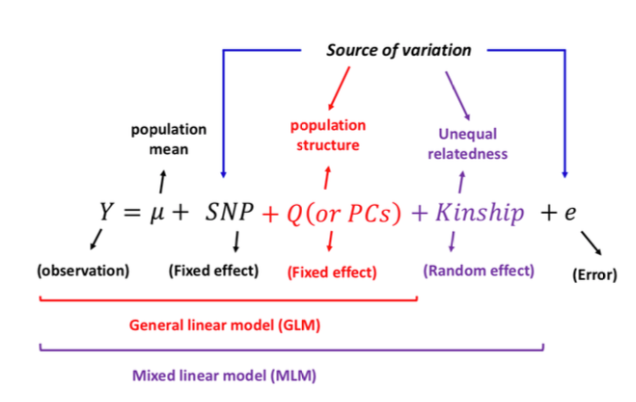 Source of variation
population
mean
population
structure
Unequal
relatedness
Y = μ + SNP + Q(or PCs) + Kinship + e
(observation) (Fixed effect) (Fixed effect) (Random effect) (Error)
General linear model (GLM)
Mixed linear model (MLM)